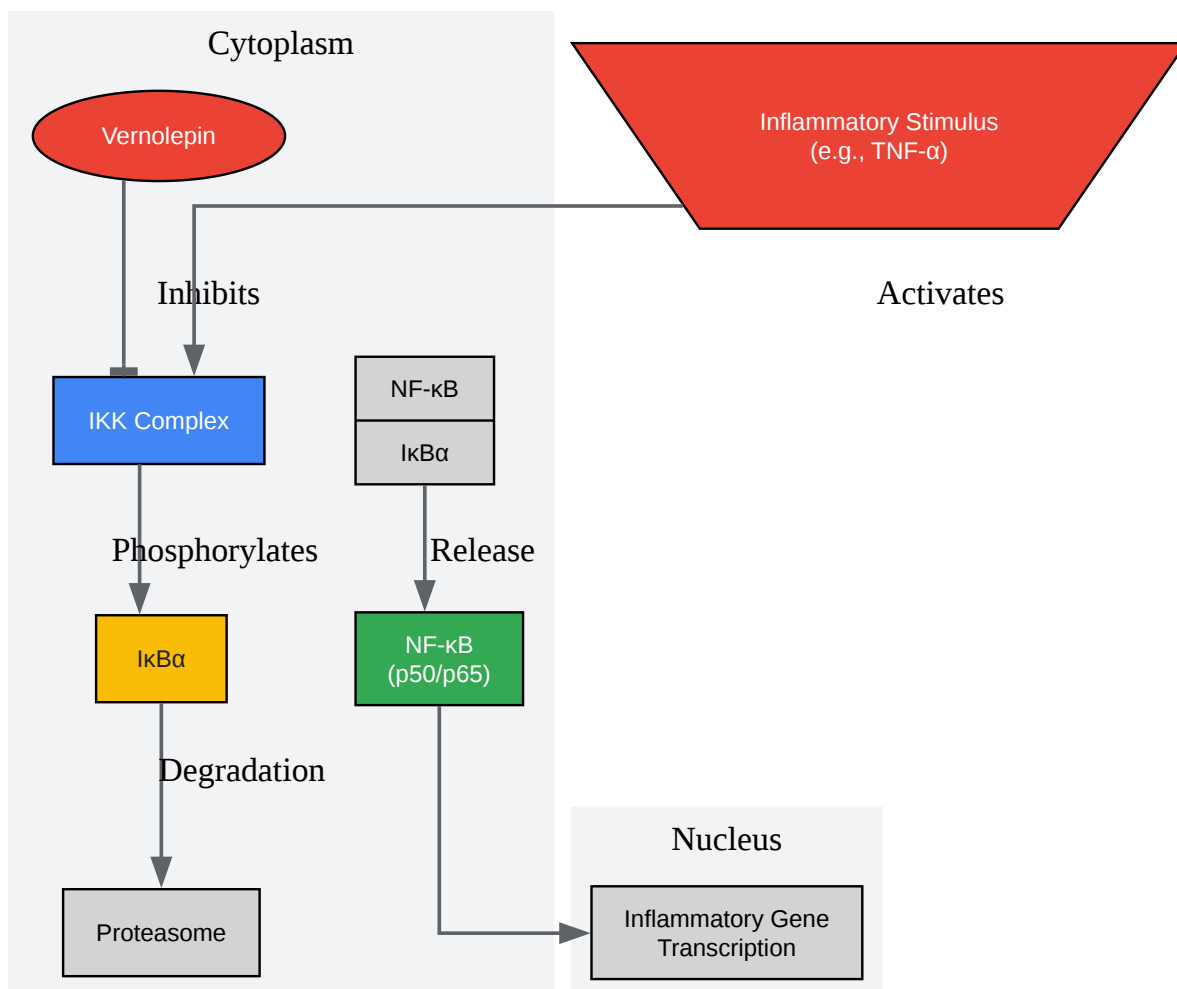 Cytoplasm
Vernolepin
Inflammatory Stimulus
(e.g., TNF-α)
Inhibits
Activates
IKK Complex
NF-κB
IκBα
Phosphorylates
Release
IκBα
NF-κB
(p50/p65)
Degradation
Nucleus
Proteasome
Inflammatory Gene
Transcription